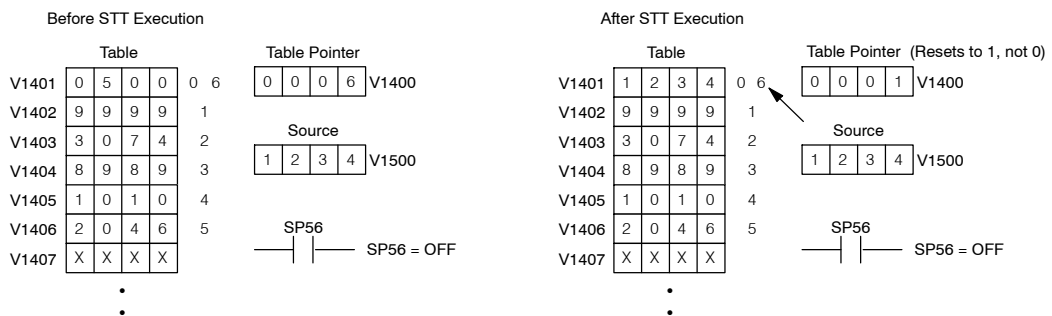 Before STT Execution
Table
Table Pointer
V1401 0 5 0 0 0 6
0 0 0 6 V1400
V1402 9 9 9 9 1
V1403 3 0 7 4 2
Source
V1404 8 9 8 9 3
1 2 3 4 V1500
V1405 1 0 1 0 4
V1406 2 0 4 6 5
V1407 X X X X
SP56
SP56 = OFF
After STT Execution
Table
Table Pointer (Resets to 1, not 0)
V1401 1 2 3 4 0 6
0 0 0 1 V1400
V1402 9 9 9 9 1
V1403 3 0 7 4 2
Source
V1404 8 9 8 9 3
1 2 3 4 V1500
V1405 1 0 1 0 4
V1406 2 0 4 6 5
V1407 X X X X
SP56
SP56 = OFF